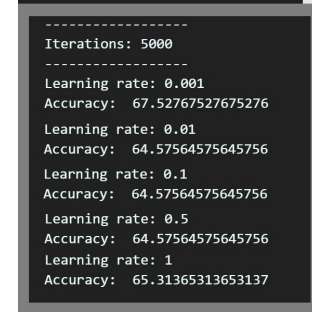 ------------------
Iterations: 5000
------------------
Learning rate: 0.001
Accuracy:  67.52767527675276
Learning rate: 0.01
Accuracy:  64.57564575645756
Learning rate: 0.1
Accuracy:  64.57564575645756
Learning rate: 0.5
Accuracy:  64.57564575645756
Learning rate: 1
Accuracy:  65.31365313653137